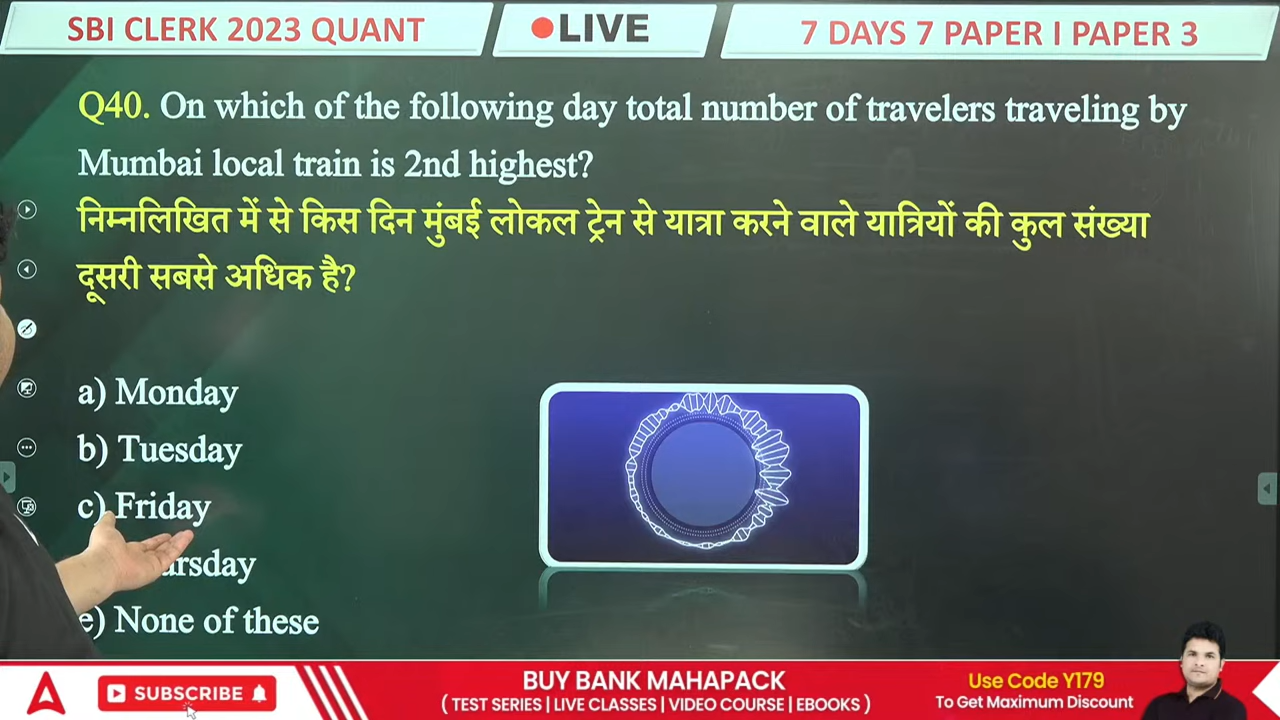 SBI CLERK 2023 QUANT
LIVE
7 DAYS 7 PAPER I PAPER 3
Q40. On which of the following day total number of travelers traveling by
Mumbai local train is 2nd highest?
निम्नलिखित में से किस दिन मुंबई लोकल ट्रेन से यात्रा करने वाले यात्रियों की कुल संख्या
दूसरी सबसे अधिक है?
a) Monday
b) Tuesday
c) Friday
e) None of these
SUBSCRIBE
BUY BANK MAHAPACK
( TEST SERIES | LIVE CLASSES | VIDEO COURSE | EBOOKS )
Use Code Y179
To Get Maximum Discount